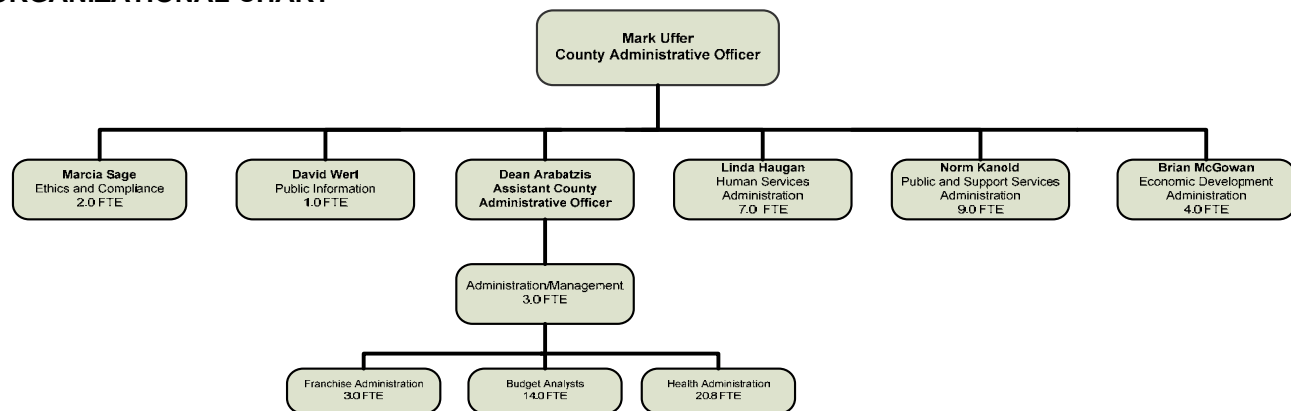 ORGANIZATIONAL CHART
Mark Uffer
County Administrative Officer
Marcia Sage
Ethics and Compliance
2.0 FTE
David Wert
Public Information
1.0 FTE
Dean Arabatzis
Assistant County
Administrative Officer
Linda Haugan
Human Services
Administration
7.0 FTE
Norm Kanold
Public and Support Services
Administration
9.0 FTE
Brian McGowan
Economic Development
Administration
4.0 FTE
Administration/Management
3.0 FTE
Franchise Administration
3.0 FTE
Budget Analysts
14.0 FTE
Health Administration
20.8 FTE